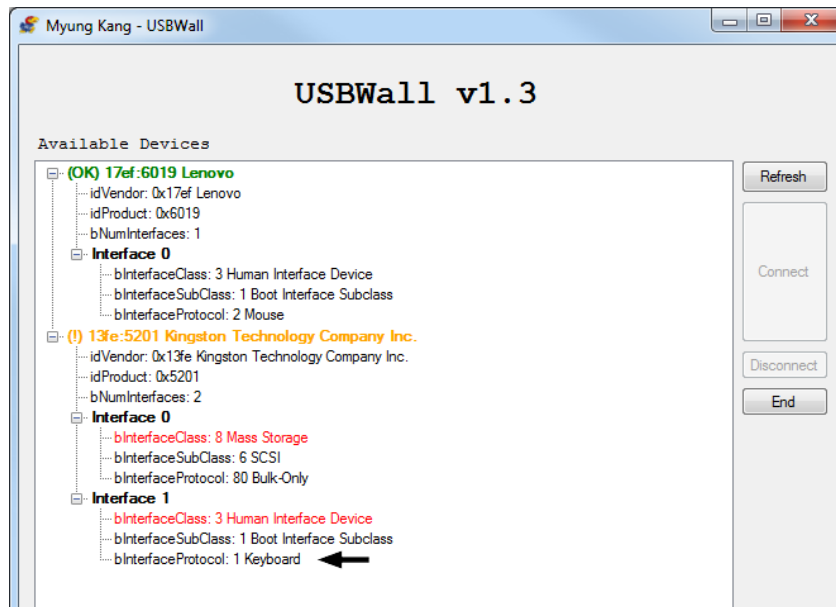 Myung Kang - USBWall
USBWall v1.3
Available Devices
(OK) 17ef:6019 Lenovo
idVendor: 0x17ef Lenovo
idProduct: 0x6019
bNumInterfaces: 1
Interface 0
bInterfaceClass: 3 Human Interface Device
bInterfaceSubClass: 1 Boot Interface Subclass
bInterfaceProtocol: 2 Mouse
(!) 13fe:5201 Kingston Technology Company Inc.
idVendor: 0x13fe Kingston Technology Company Inc.
idProduct: 0x5201
bNumInterfaces: 2
Interface 0
bInterfaceClass: 8 Mass Storage
bInterfaceSubClass: 6 SCSI
bInterfaceProtocol: 80 Bulk-Only
Interface 1
bInterfaceClass: 3 Human Interface Device
bInterfaceSubClass: 1 Boot Interface Subclass
bInterfaceProtocol: 1 Keyboard
Refresh
Connect
Disconnect
End